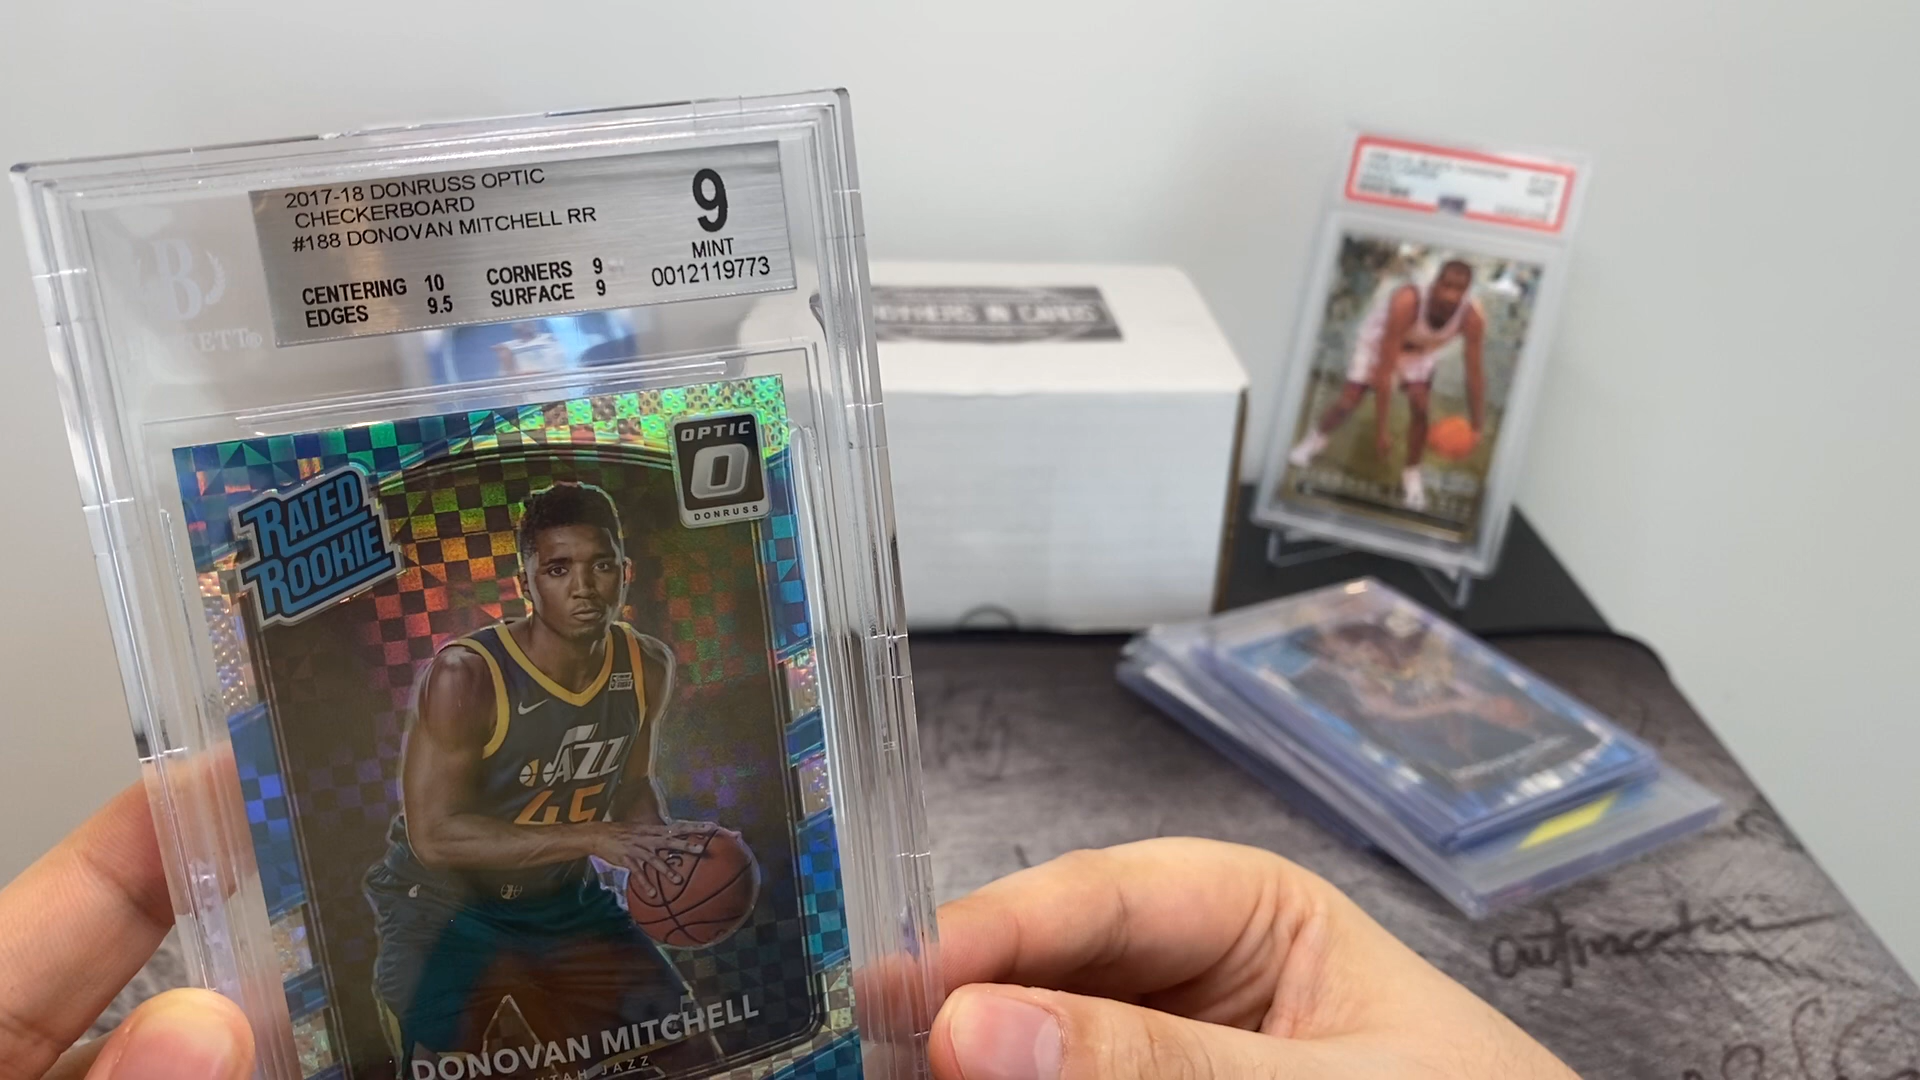 2017-18 DONRUSS OPTIC
CHECKERBOARD
#188 DONOVAN MITCHELL RR
CENTERING 10 CORNERS 9
EDGES 9.5 SURFACE 9
9
MINT
0012119773
RATED
ROOKIE
OPTIC
O
DONRUSS
JAZZ
45
DONOVAN MITCHELL
UTAH JAZZ
IN CARDS